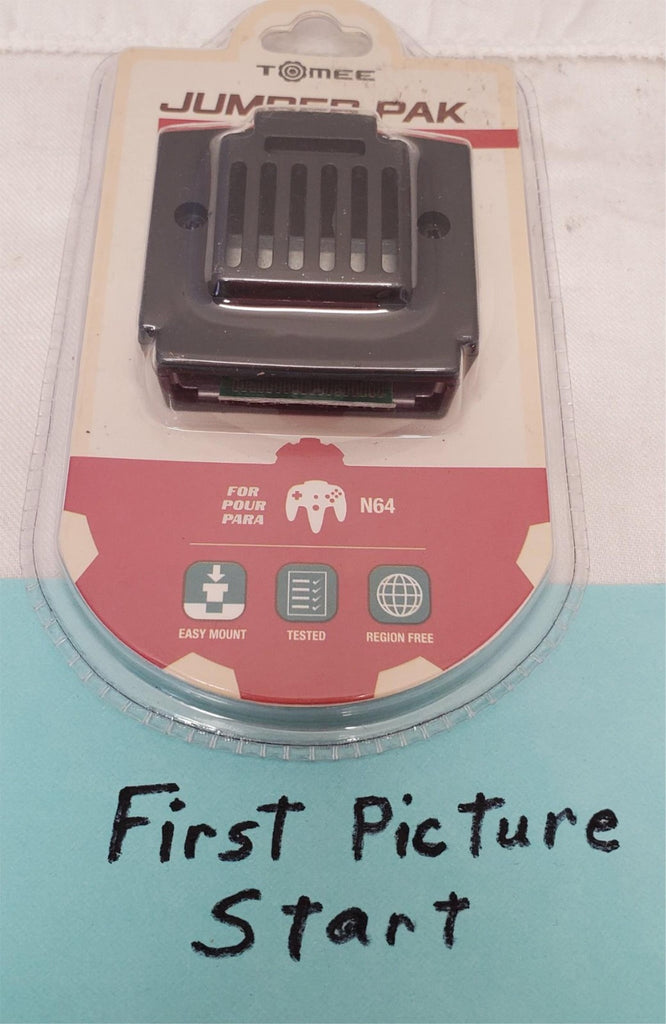 TOMEE
JUMPER PAK
FOR
POUR
PARA
N64
EASY MOUNT
TESTED
REGION FREE
First Picture
Start